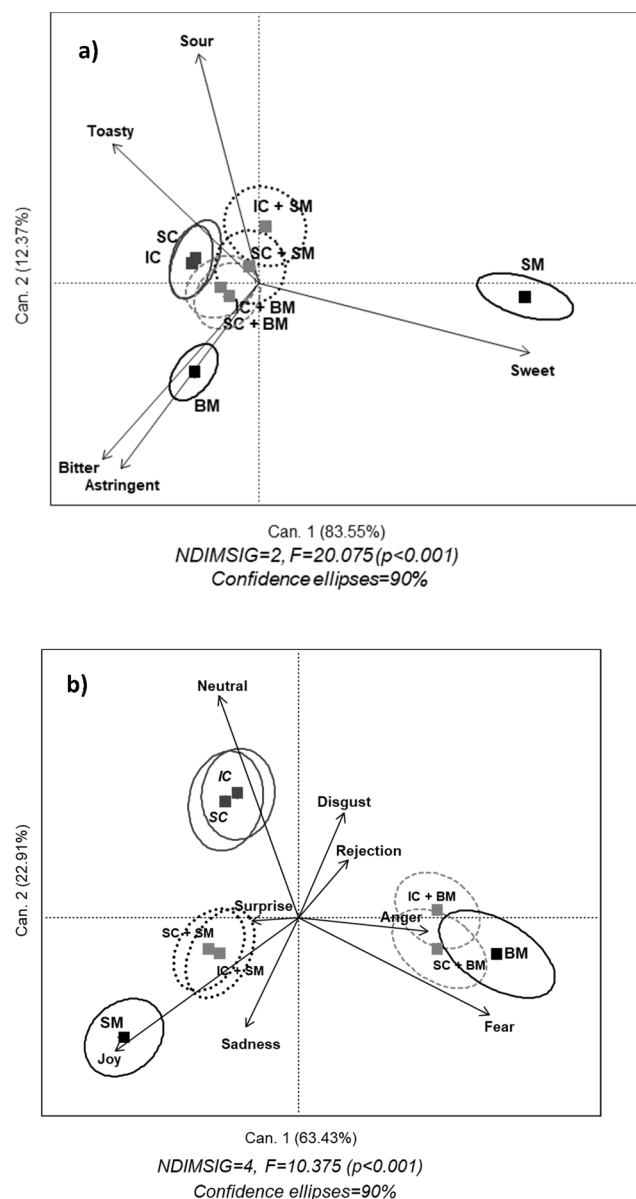 a)
Sour
Toasty
IC + SM
SC
IC
SC + SM
SM
IC + BM
SC + BM
Sweet
BM
Bitter
Astringent
Can. 2 (12.37%)
Can. 1 (83.55%)
NDIMSIG=2, F=20.075 (p<0.001)
Confidence ellipses=90%
b)
Neutral
IC
SC
Disgust
Rejection
IC + BM
Surprise
Anger
SC + SM
IC + SM
BM
SC + BM
SM
Joy
Sadness
Fear
Can. 2 (22.91%)
Can. 1 (63.43%)
NDIMSIG=4, F=10.375 (p<0.001)
Confidence ellipses=90%